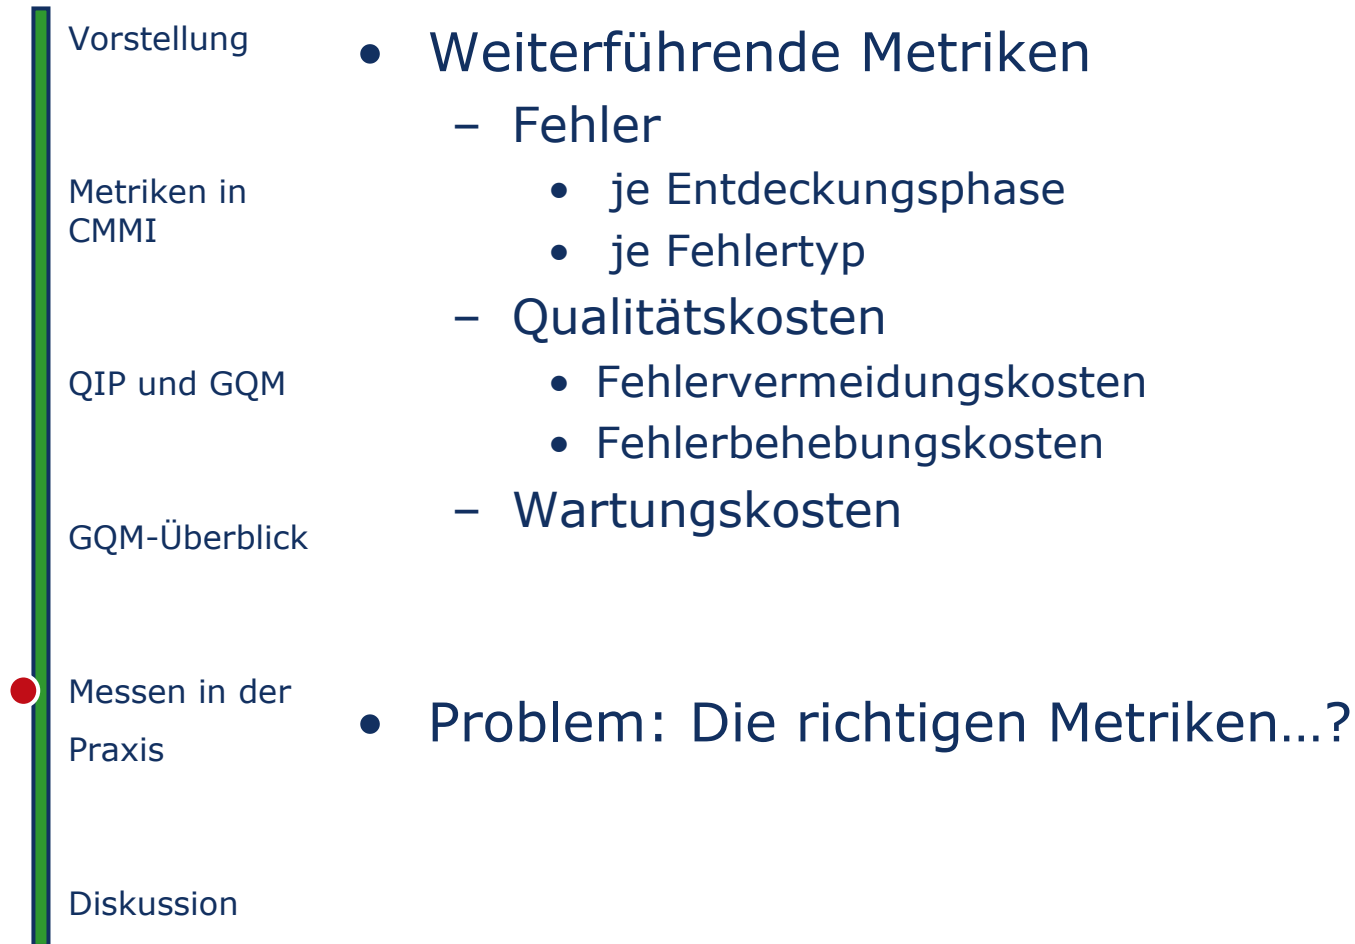 Vorstellung
Metriken in
CMMI
QIP und GQM
GQM-Überblick
Messen in der
Praxis
Diskussion
• Weiterführende Metriken
– Fehler
• je Entdeckungsphase
• je Fehlertyp
– Qualitätskosten
• Fehlervermeidungskosten
• Fehlerbehebungskosten
– Wartungskosten
• Problem: Die richtigen Metriken…?